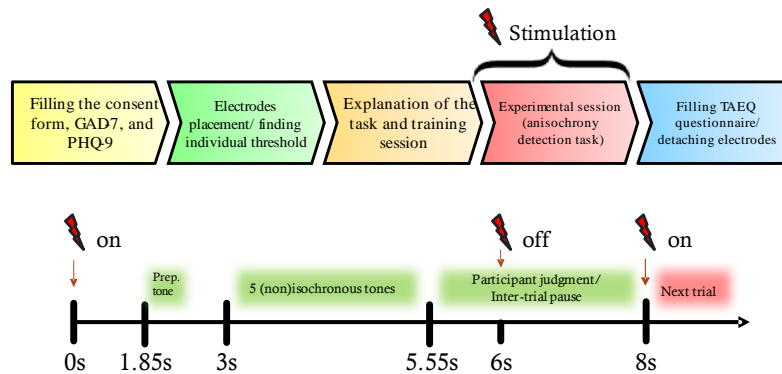 Stimulation
Filling the consent
form, GAD-7, and
PHQ-9
Electrodes
placement/ finding
individual threshold
Explanation of the
task and training
session
Experimental session
(anisochrony
detection task)
Filling TAEQ
questionnaire/
detaching electrodes
on
off
on
Prep.
tone
5 (non)isochronous tones
Participant judgment/
Inter-trial pause
Next trial
0s
1.85s
3s
5.55s
6s
8s